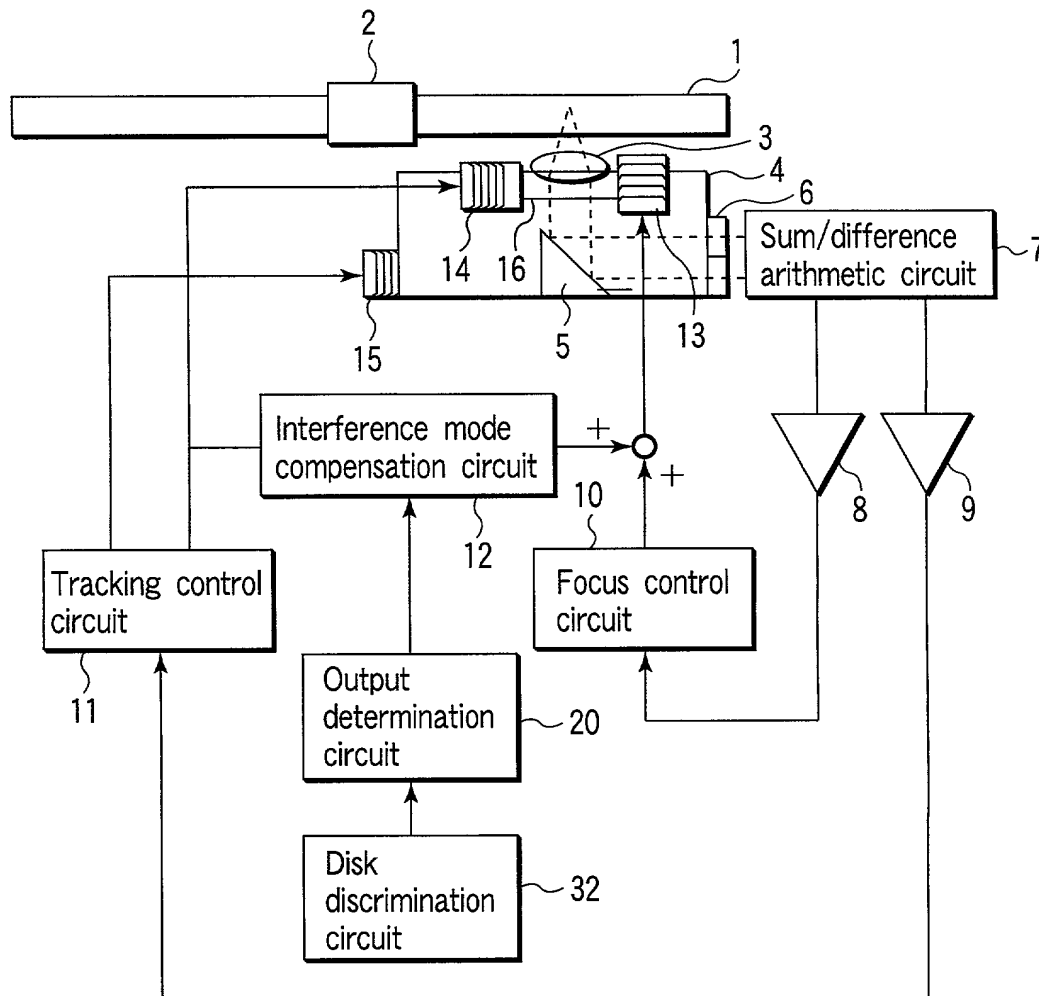 2
1
3
4
6
Sum/difference
arithmetic circuit
7
14
16
13
15
5
Interference mode
compensation circuit
+
+
12
10
8
9
Tracking control
circuit
11
Focus control
circuit
Output
determination
circuit
20
Disk
discrimination
circuit
32